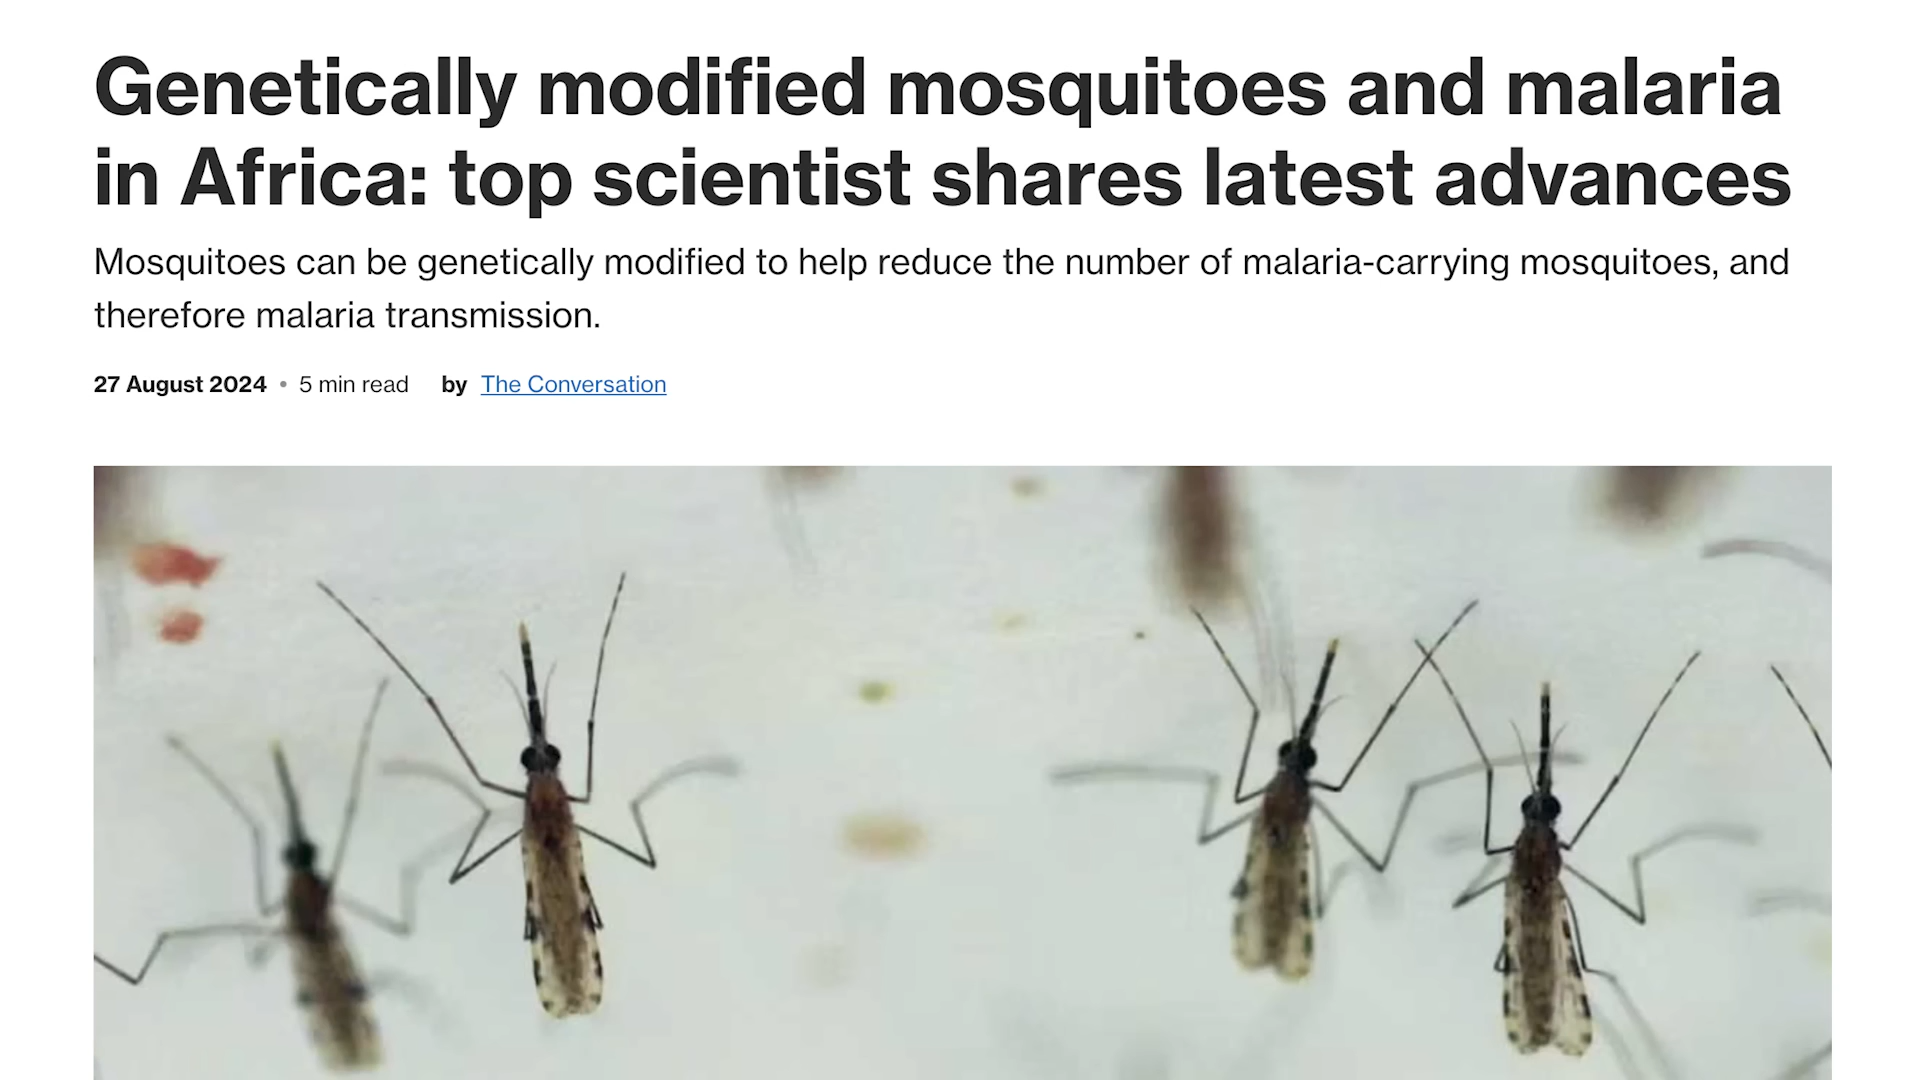 Genetically modified mosquitoes and malaria
in Africa: top scientist shares latest advances
Mosquitoes can be genetically modified to help reduce the number of malaria-carrying mosquitoes, and
therefore malaria transmission.
27 August 2024 • 5 min read by The Conversation